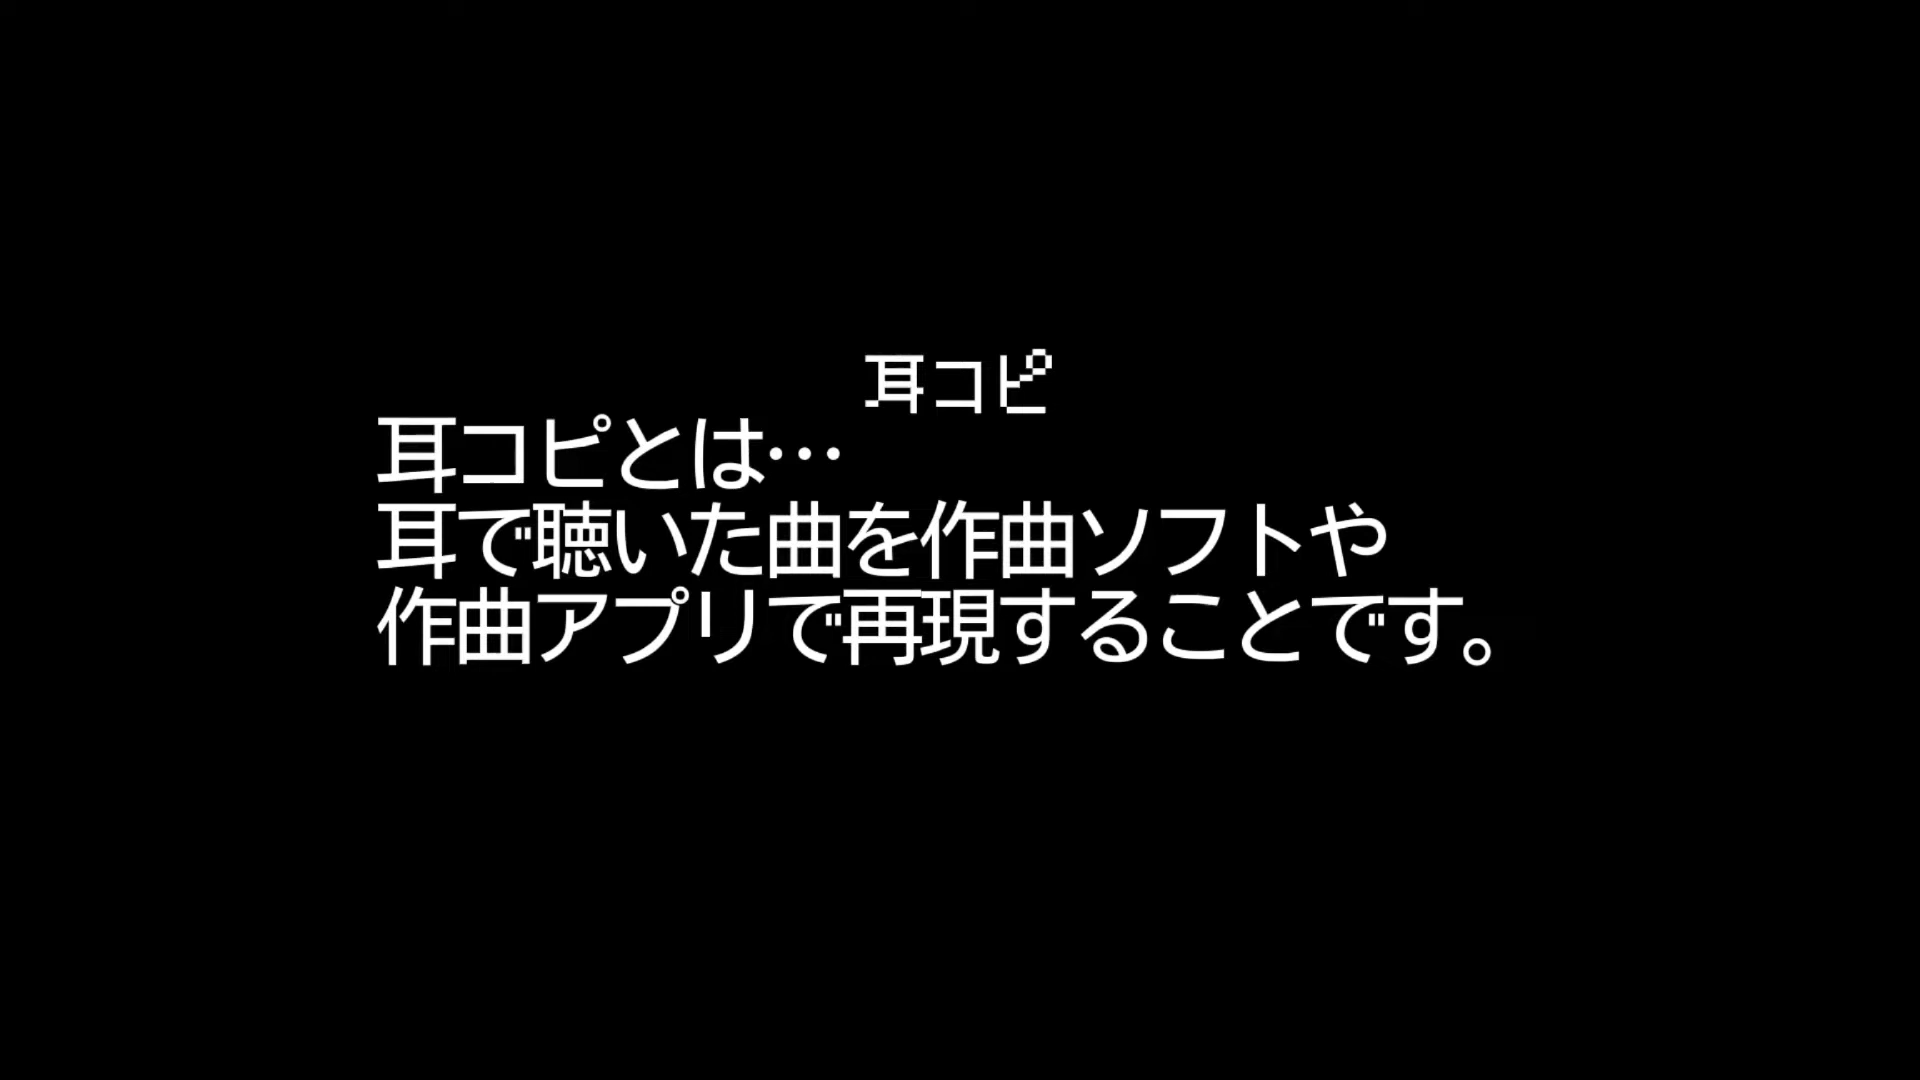 耳コピ
耳コピとは…
耳で聴いた曲を作曲ソフトや
作曲アプリで再現することです。